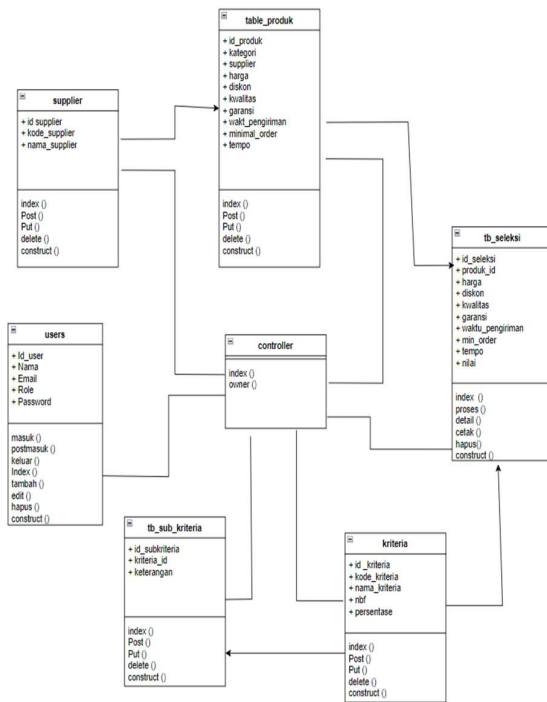 table_produk
+ id_produk
+ kategori
+ supplier
+ harga
+ diskon
+ kwalitas
+ garansi
+ wakt_pengiriman
+ minimal_order
+ tempo
index ()
Post ()
Put ()
delete ()
construct ()
supplier
+ id supplier
+ kode_supplier
+ nama_supplier
index ()
Post ()
Put ()
delete ()
construct ()
tb_seleksi
+ id_seleksi
+ produk_id
+ harga
+ diskon
+ kwalitas
+ garansi
+ waktu_pengiriman
+ min_order
+ tempo
+ nilai
index ()
proses ()
detail ()
cetak ()
hapus()
construct ()
users
+ Id_user
+ Nama
+ Email
+ Role
+ Password
masuk ()
postmasuk ()
keluar ()
Index ()
tambah ()
edit ()
hapus ()
construct ()
controller
index ()
owner ()
tb_sub_kriteria
+ id_subkriteria
+ kriteria_id
+ keterangan
index ()
Post ()
Put ()
delete ()
construct ()
kriteria
+ id _kriteria
+ kode_kriteria
+ nama_kriteria
+ nbf
+ persentase
index ()
Post ()
Put ()
delete ()
construct ()